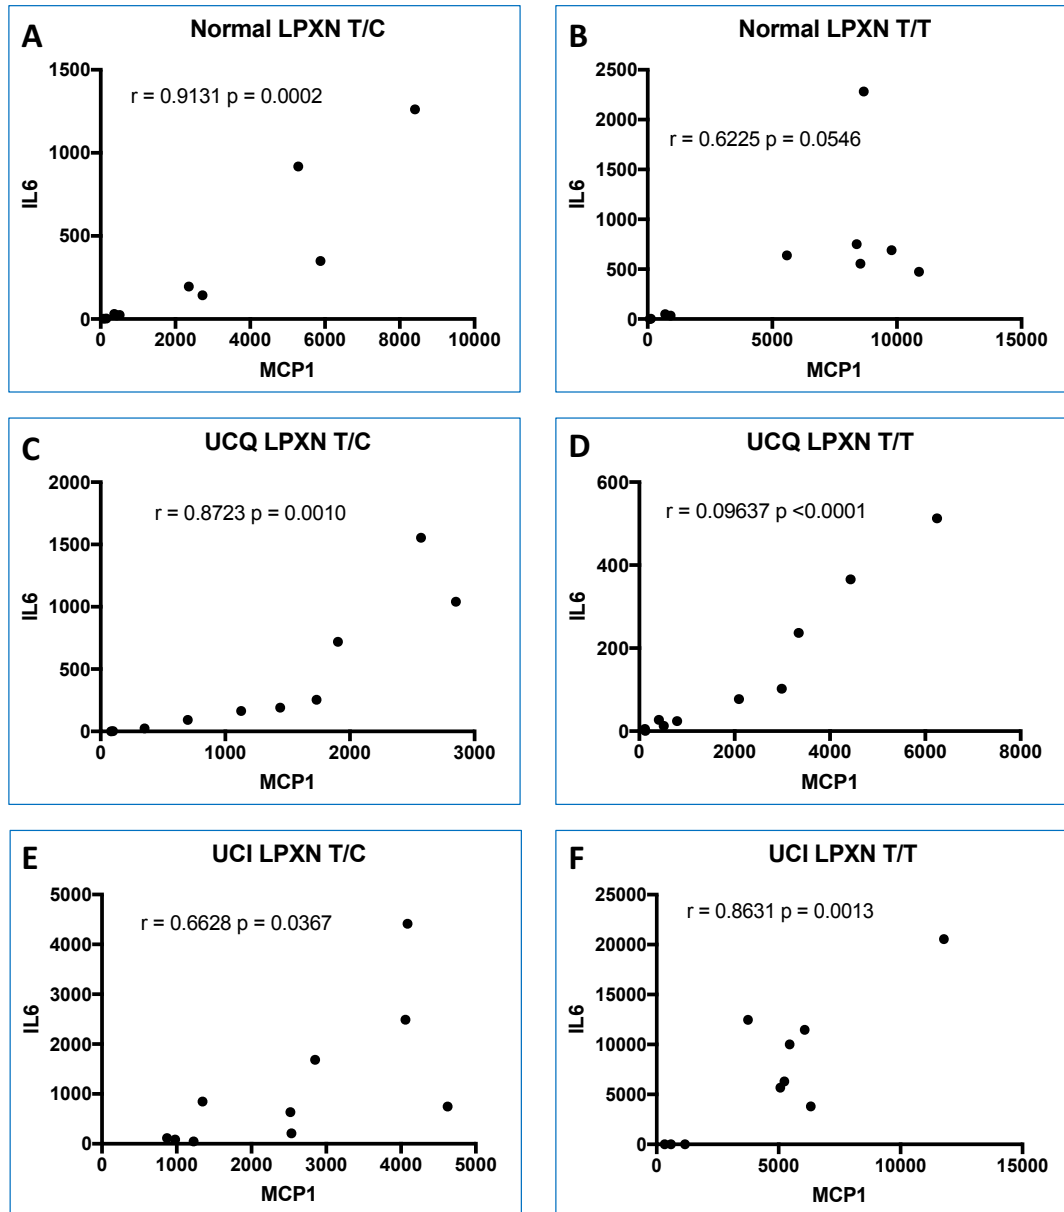 A
Normal LPXN T/C
r = 0.9131 p = 0.0002
IL6
1500
1000
500
0
0 2000 4000 6000 8000 10000
MCP1
B
Normal LPXN T/T
r = 0.6225 p = 0.0546
IL6
2500
2000
1500
1000
500
0
0 5000 10000 15000
MCP1
C
UCQ LPXN T/C
r = 0.8723 p = 0.0010
IL6
2000
1500
1000
500
0
0 1000 2000 3000
MCP1
D
UCQ LPXN T/T
r = 0.09637 p <0.0001
IL6
600
400
200
0
0 2000 4000 6000 8000
MCP1
E
UCI LPXN T/C
r = 0.6628 p = 0.0367
IL6
5000
4000
3000
2000
1000
0
0 1000 2000 3000 4000 5000
MCP1
F
UCI LPXN T/T
r = 0.8631 p = 0.0013
IL6
25000
20000
15000
10000
5000
0
0 5000 10000 15000
MCP1